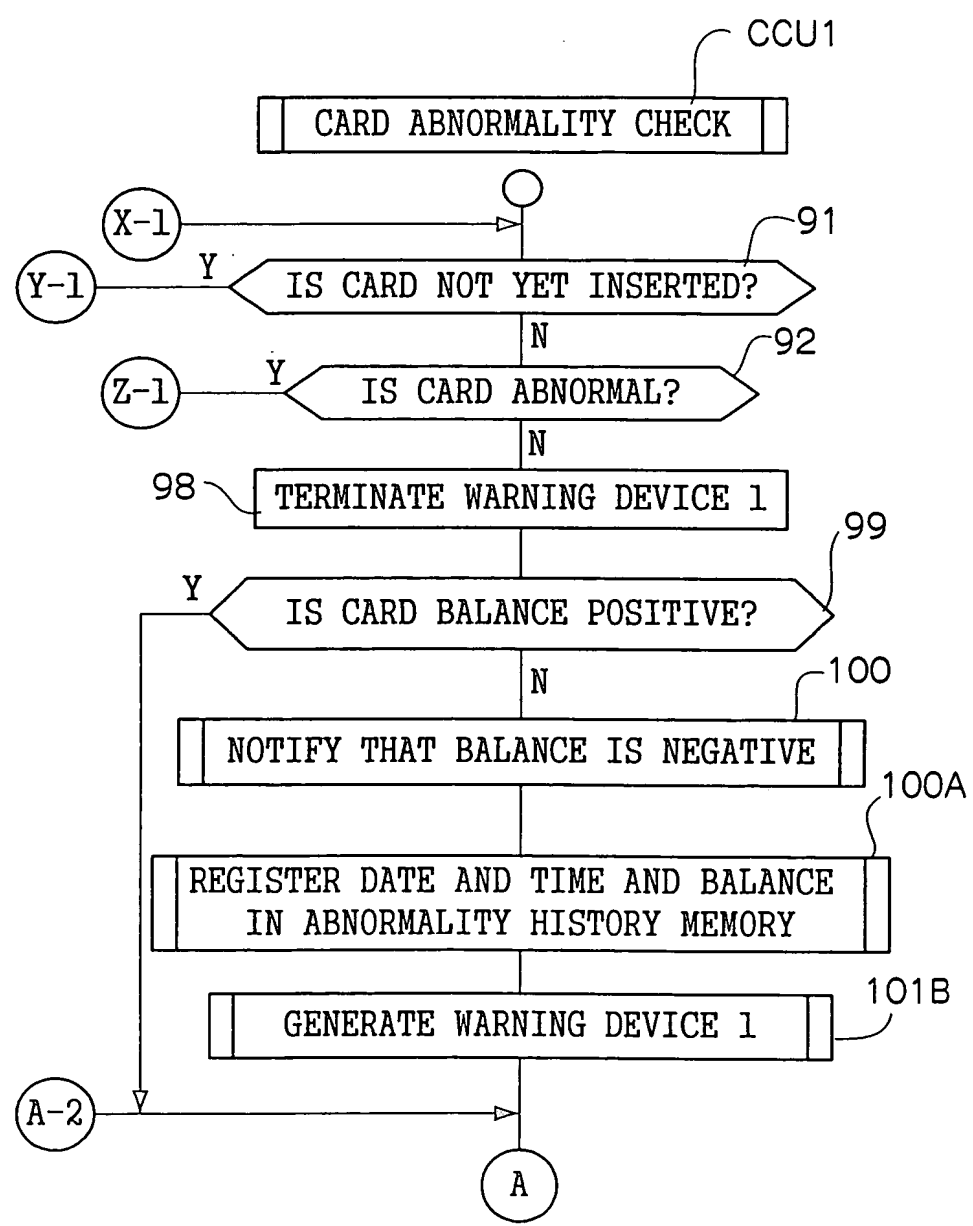 CCU1
CARD ABNORMALITY CHECK
X-1
91
Y-1
Y
IS CARD NOT YET INSERTED?
N
92
Z-1
Y
IS CARD ABNORMAL?
N
98
TERMINATE WARNING DEVICE 1
99
Y
IS CARD BALANCE POSITIVE?
N
100
NOTIFY THAT BALANCE IS NEGATIVE
100A
REGISTER DATE AND TIME AND BALANCE
IN ABNORMALITY HISTORY MEMORY
101B
GENERATE WARNING DEVICE 1
A-2
A